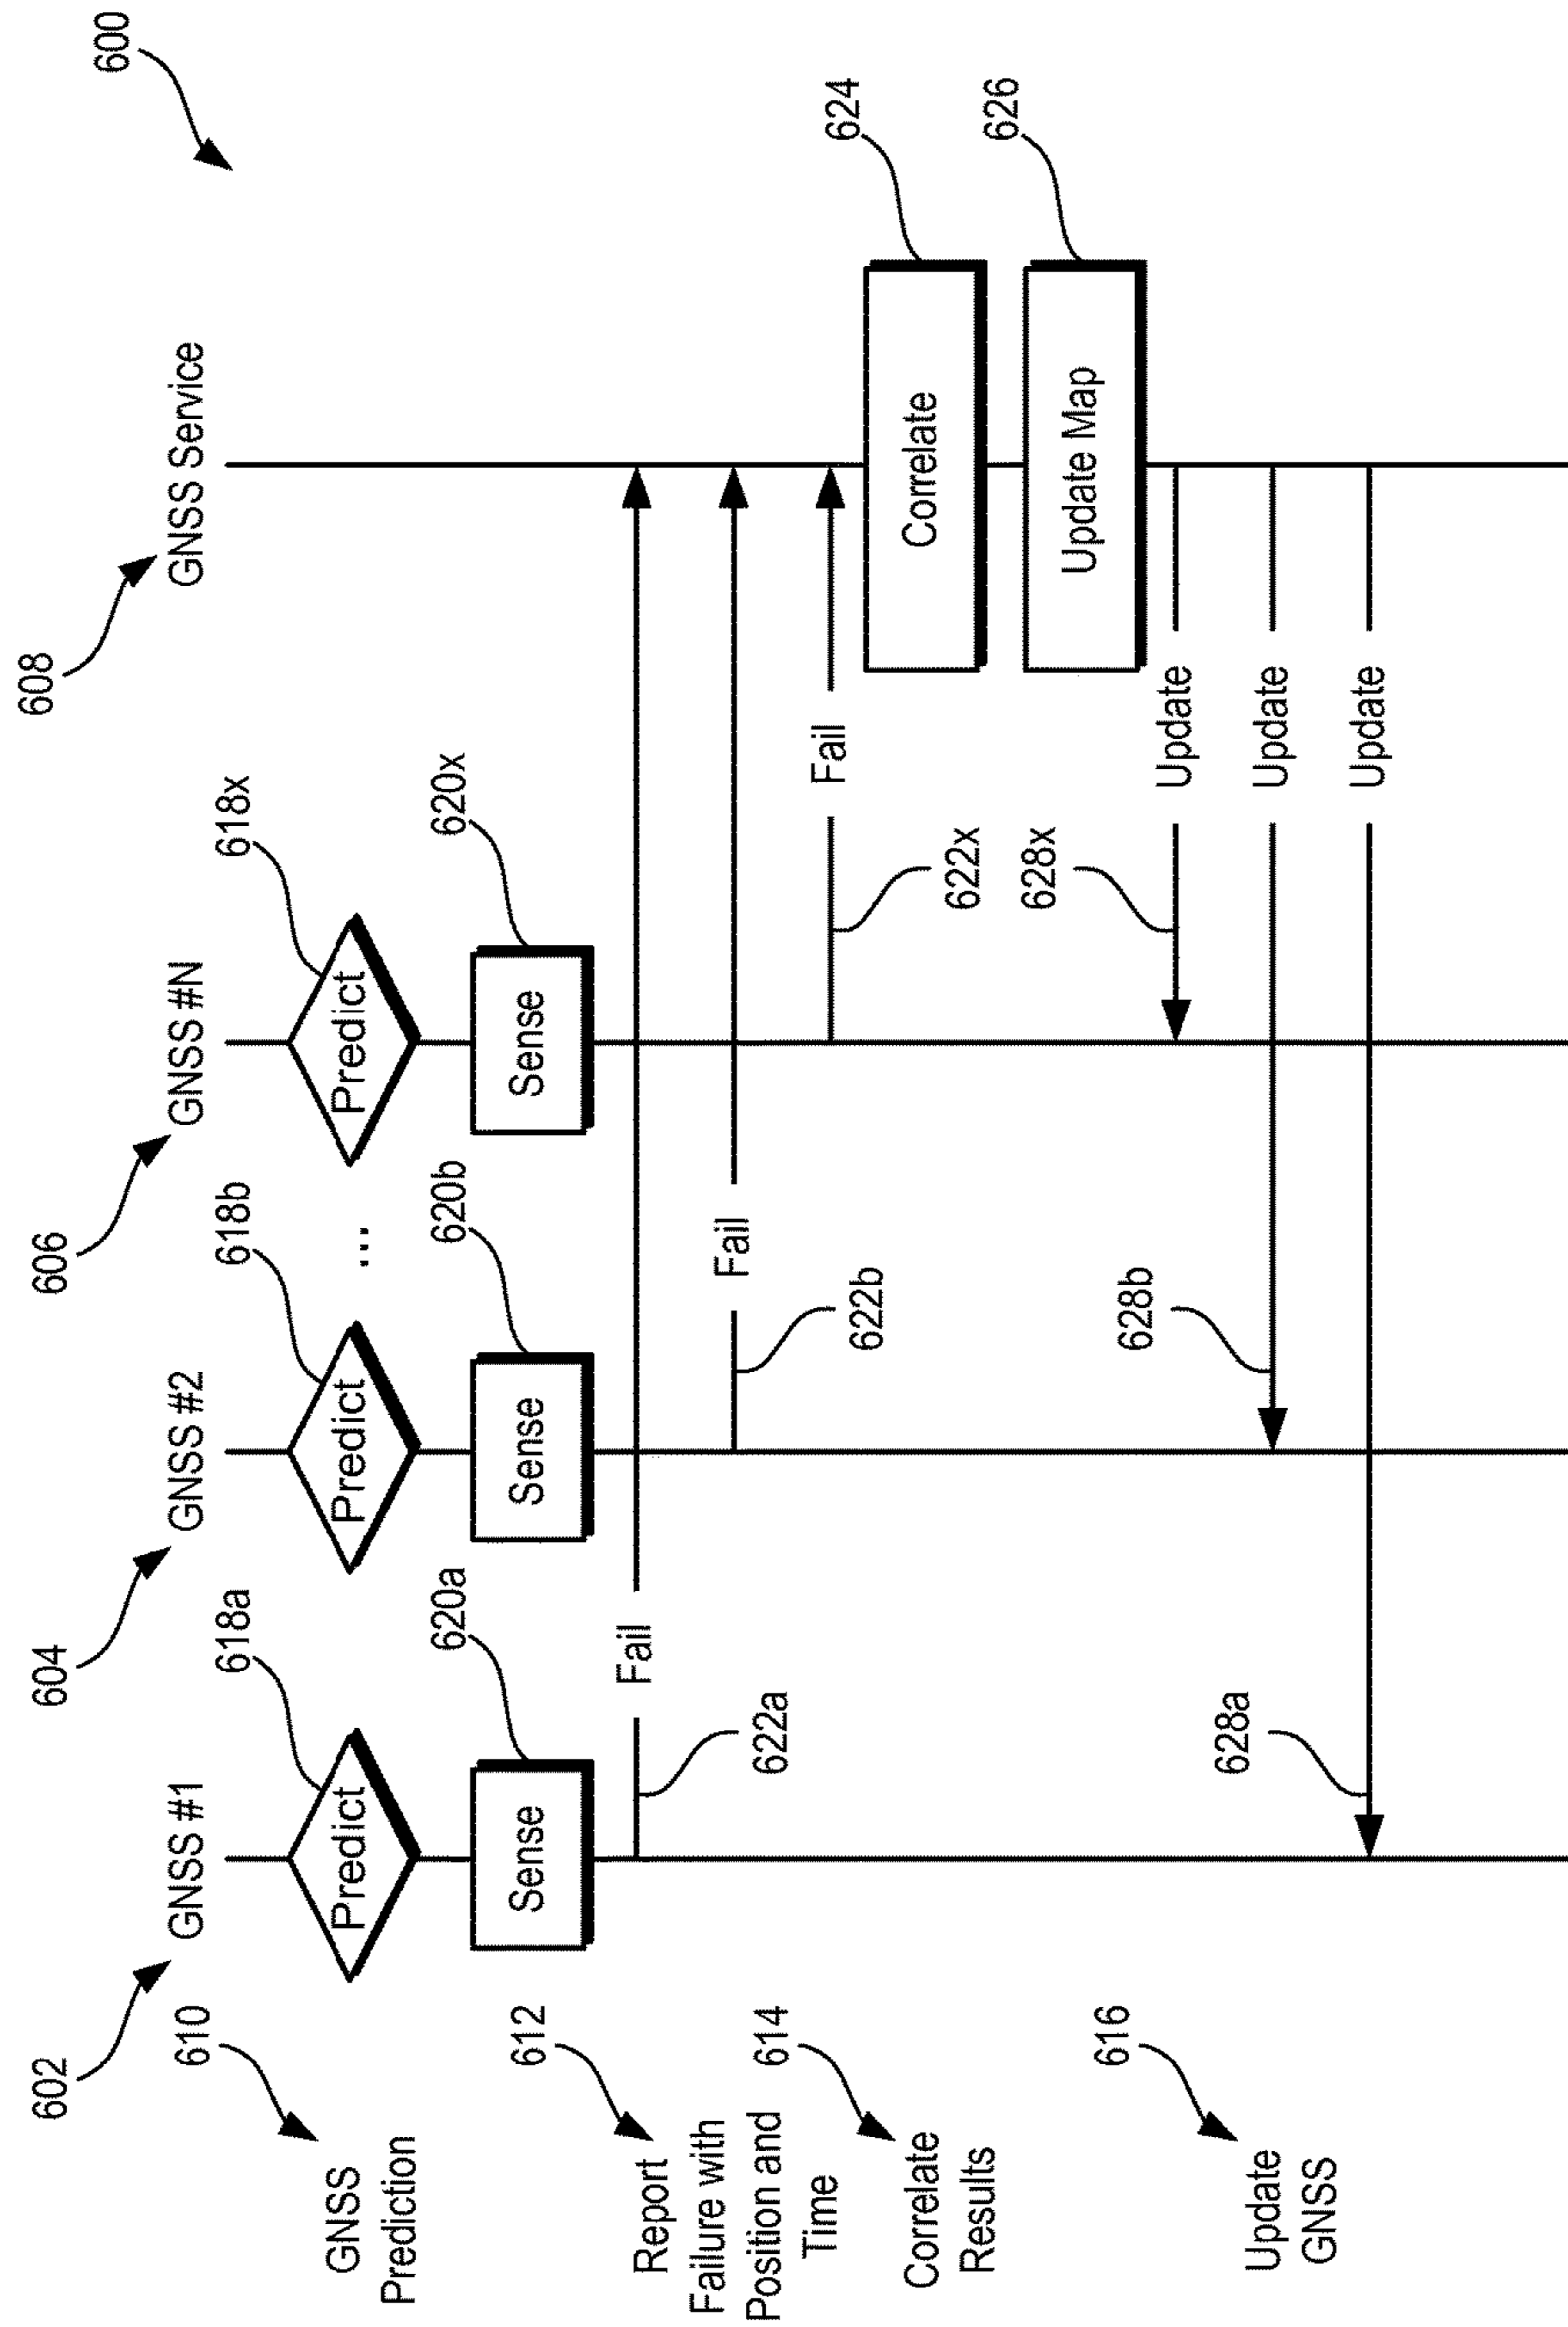 600
602
604
606
608
GNSS #1
GNSS #2
GNSS #N
GNSS Service
610
GNSS
Prediction
618a
618b
618x
Predict
Predict
...
Predict
620a
620b
620x
Sense
Sense
Sense
612
Report
Failure with
Position and
Time
Fail
622a
Fail
622b
Fail
622x
614
Correlate
Results
624
Correlate
626
Update Map
616
Update
GNSS
628x
Update
628b
Update
628a
Update